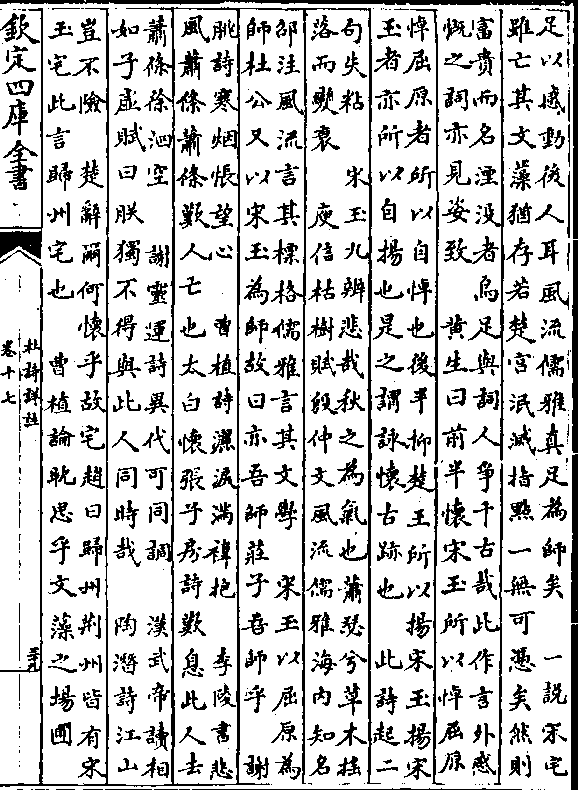 足以感動後人耳風流儒雅真足為師矣　一說宋宅
雖亡其文藻猶存若楚宮泯滅指點一無可憑矣然則
富貴而名湮沒者烏足與詞人爭千古哉此作言外感
慨之詞亦見姿致　黃生曰前半懷宋玉所以悼屈原
悼屈原者所以自悼也後半抑楚王所以揚宋玉揚宋
玉者亦所以自揚也是之謂詠懷古跡也　此詩起二
句失粘　宋玉九辨悲哉秋之為氣也蕭瑟兮草木搖
落而變衰　庾信枯樹賦殷仲文風流儒雅海内知名
邵注風流言其標格儒雅言其文學　宋玉以屈原為
師杜公又以宋玉為師故曰亦吾師莊子吾師乎　謝
朓詩寒烟悵望心　曹植詩灑淚滿褘抱　李陵書悲
風蕭條蕭條歎人亡也太白懷張子房詩歎息此人去
蕭條徐泗空　謝靈運詩異代可同調　漢武帝讀相
如子虛賦曰朕獨不得與此人同時哉　陶潛詩江山
豈不險　楚辭爾何懷乎故宅趙曰歸州荆州皆有宋
玉宅此言歸州宅也　曹植論耽思乎文藻之場圃
欽定四庫全書
杜詩詳註
卷十七
三十九